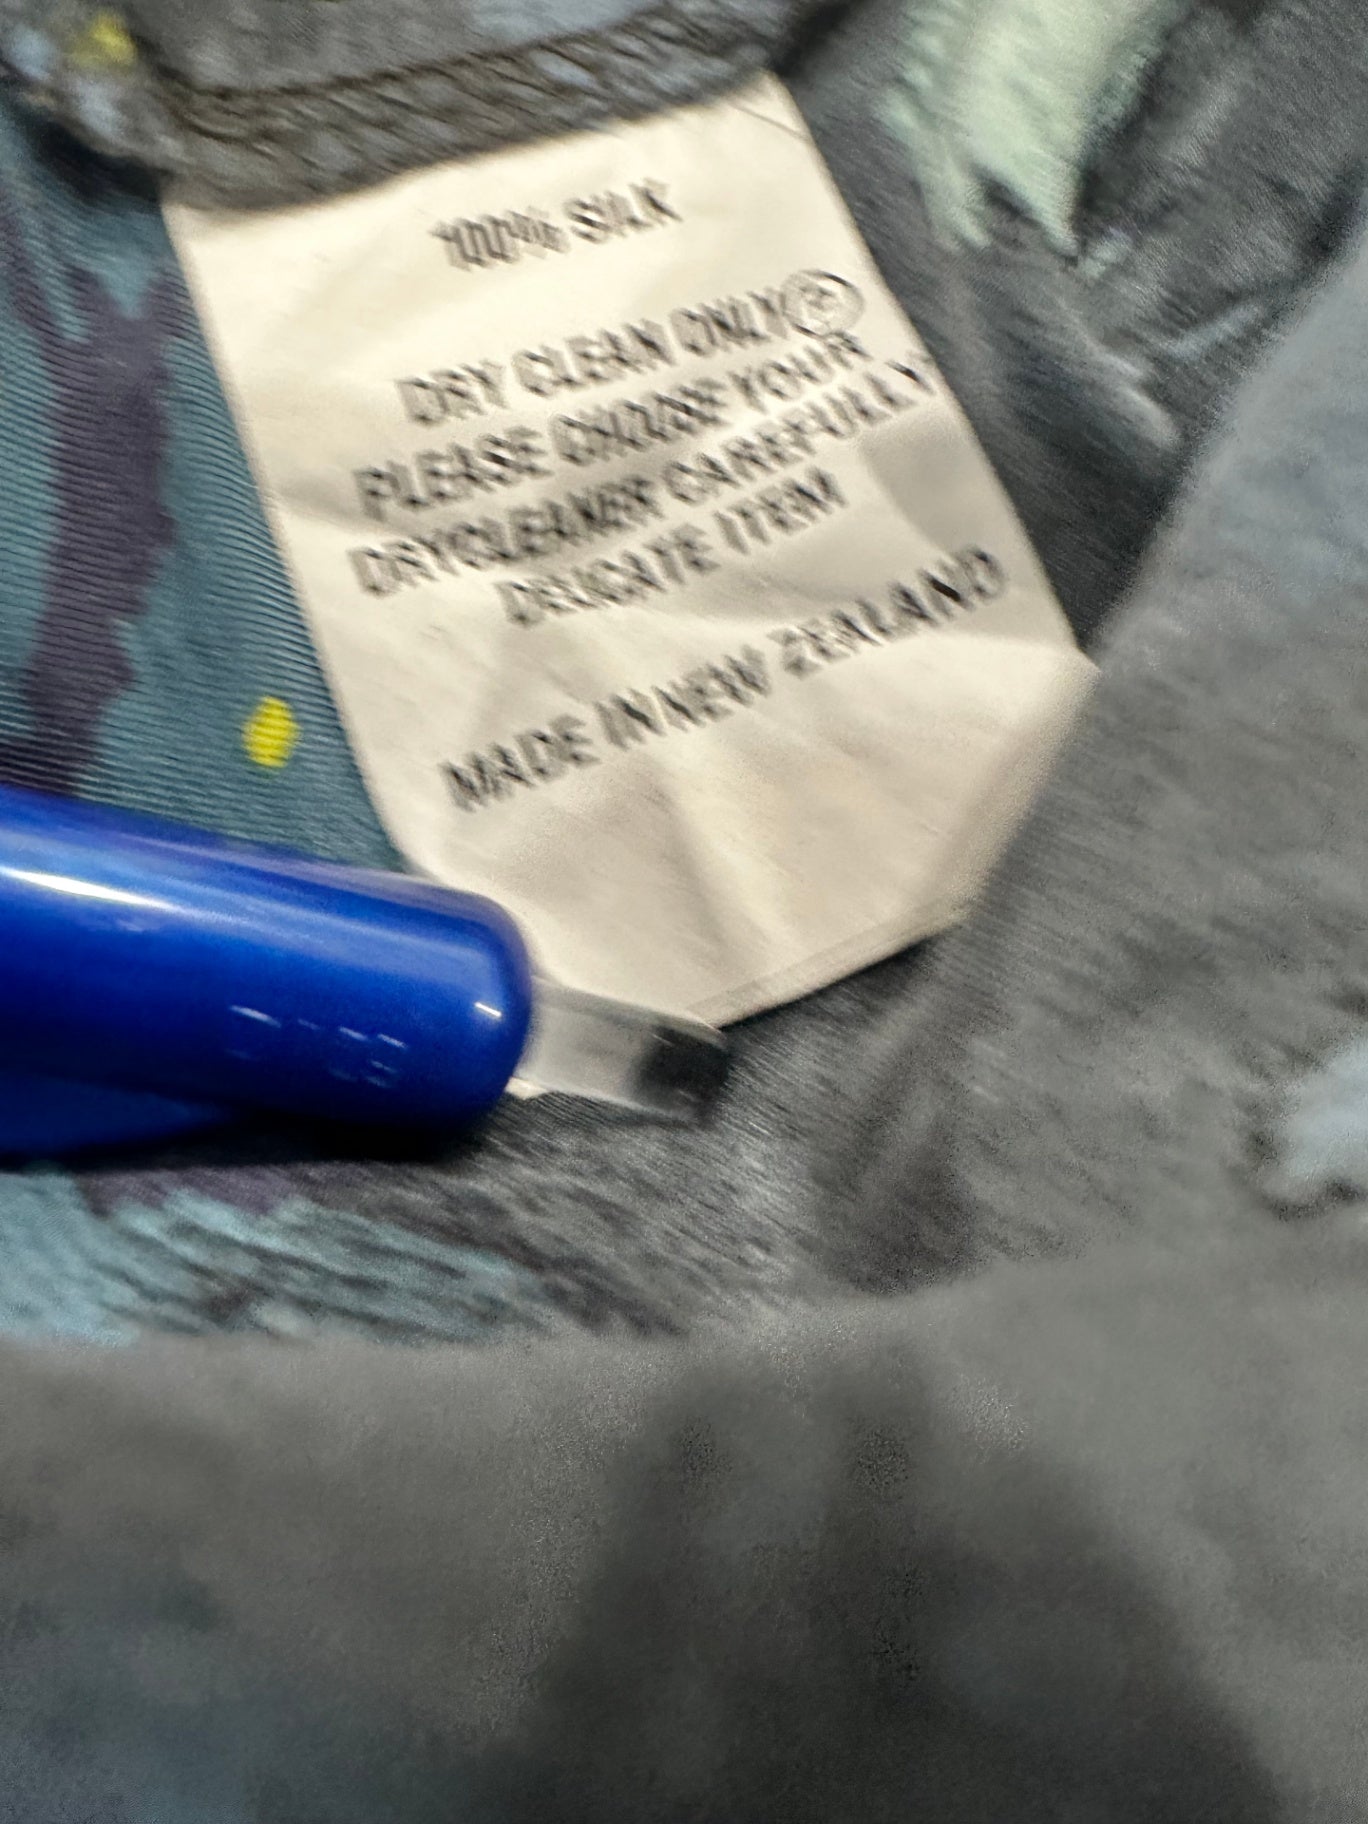 100% SILK
DRY CLEAN ONLY Ⓟ
PLEASE CHOOSE YOUR
DRYCLEANER CAREFULLY
DELICATE ITEM
MADE IN NEW ZEALAND